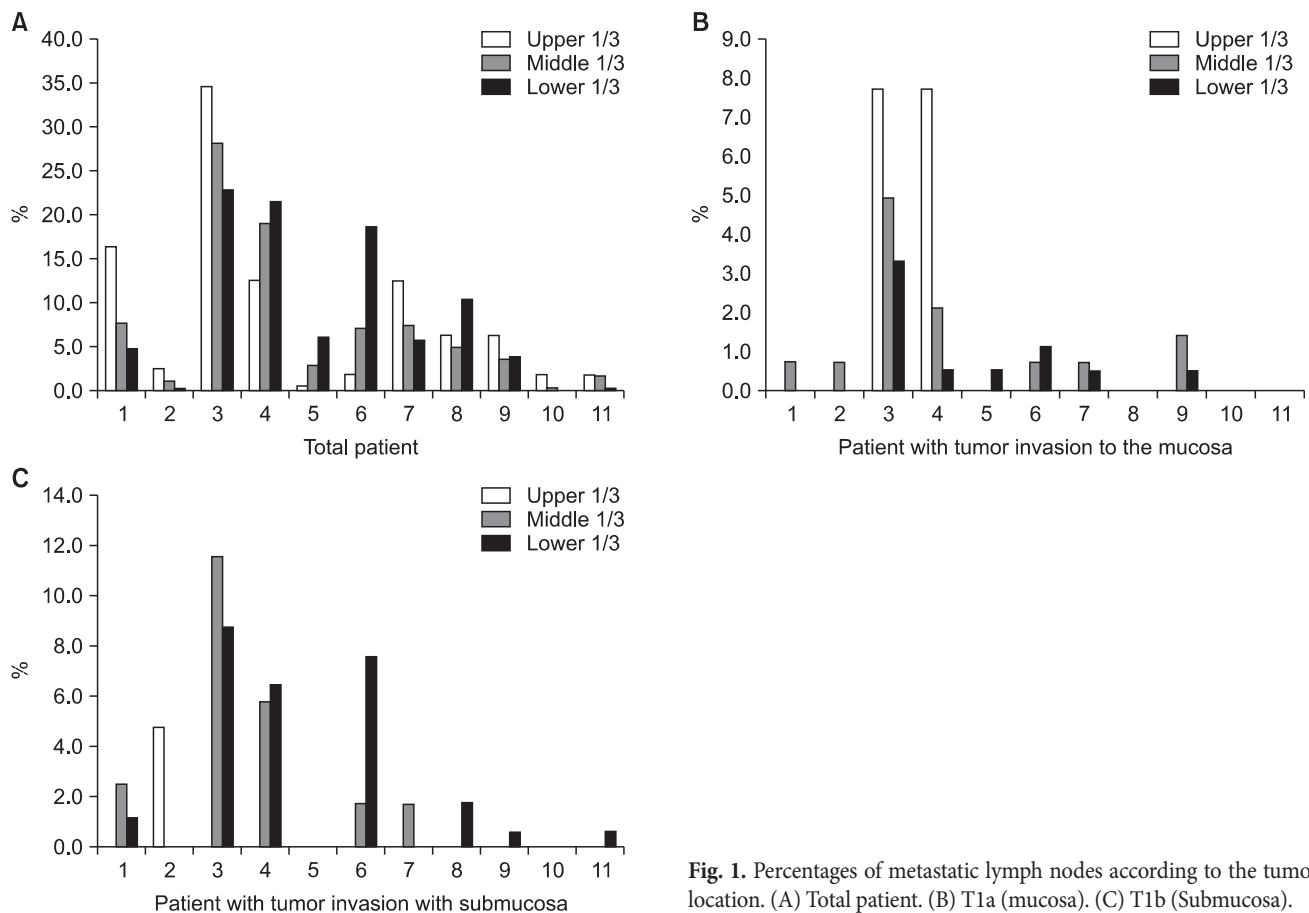 A
40.0
35.0
30.0
25.0
20.0
15.0
10.0
5.0
0.0
%
Upper 1/3
Middle 1/3
Lower 1/3
1 2 3 4 5 6 7 8 9 10 11
Total patient
B
9.0
8.0
7.0
6.0
5.0
4.0
3.0
2.0
1.0
0.0
%
Upper 1/3
Middle 1/3
Lower 1/3
1 2 3 4 5 6 7 8 9 10 11
Patient with tumor invasion to the mucosa
C
14.0
12.0
10.0
8.0
6.0
4.0
2.0
0.0
%
Upper 1/3
Middle 1/3
Lower 1/3
1 2 3 4 5 6 7 8 9 10 11
Patient with tumor invasion with submucosa
Fig. 1. Percentages of metastatic lymph nodes according to the tumo
location. (A) Total patient. (B) T1a (mucosa). (C) T1b (Submucosa).